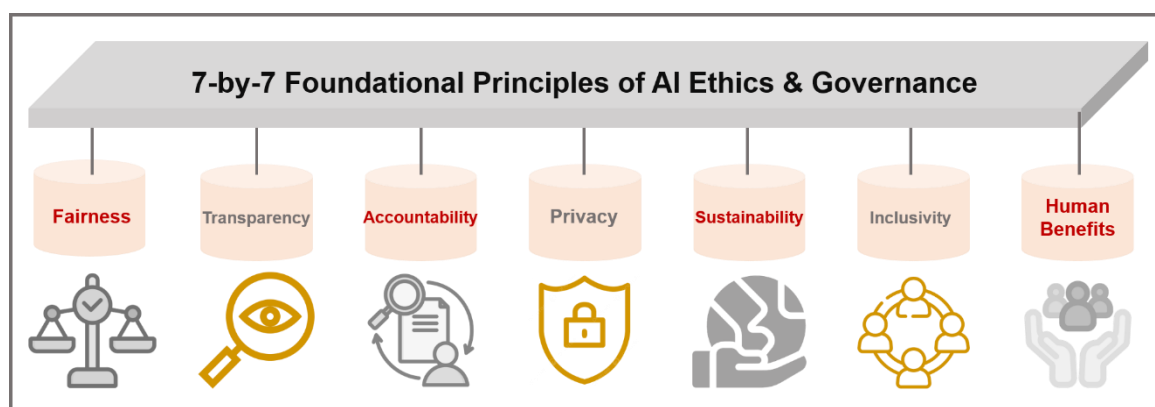 7-by-7 Foundational Principles of AI Ethics & Governance
Fairness
Transparency
Accountability
Privacy
Sustainability
Inclusivity
Human
Benefits